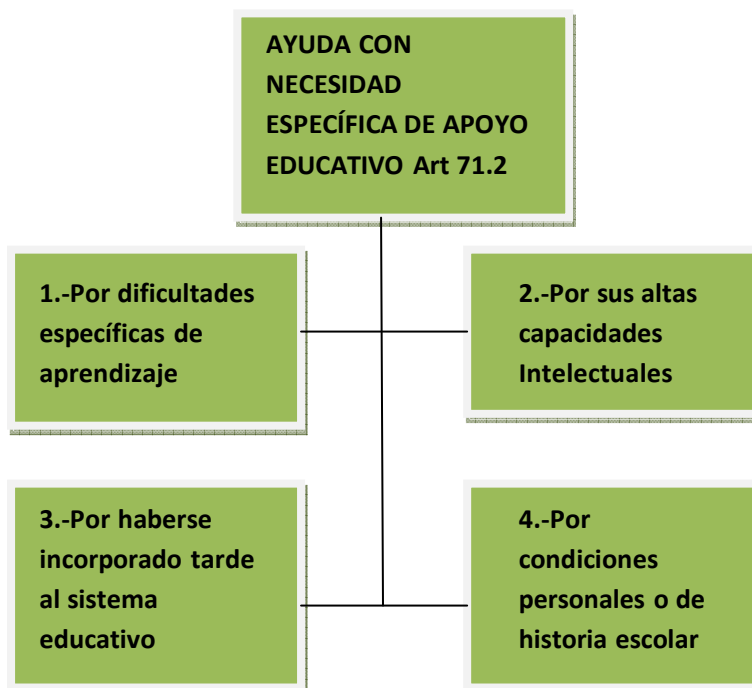 AYUDA CON
NECESIDAD
ESPECÍFICA DE APOYO
EDUCATIVO Art 71.2
1.-Por dificultades
específicas de
aprendizaje
2.-Por sus altas
capacidades
Intelectuales
3.-Por haberse
incorporado tarde
al sistema
educativo
4.-Por
condiciones
personales o de
historia escolar